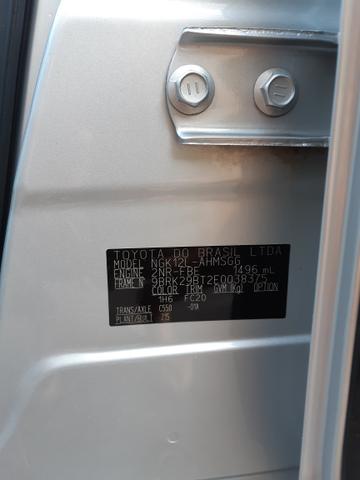 TOYOTA DO BRASIL LTDA
MODEL NGK12L-AHMSGG
ENGINE 2NR-FBE 1496 mL
FRAME N 9BRK29BT2E0038375
COLOR TRIM GVM (Kg) OPTION
1H6 FC20
TRANS/AXLE C550 -01A
PLANT/BUILT Z15